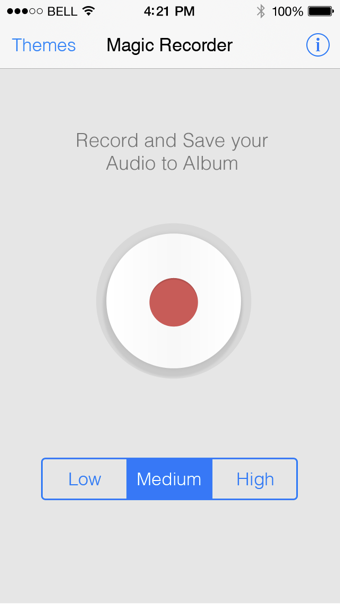 BELL 4:21 PM 100%
Themes Magic Recorder i
Record and Save your
Audio to Album
Low Medium High